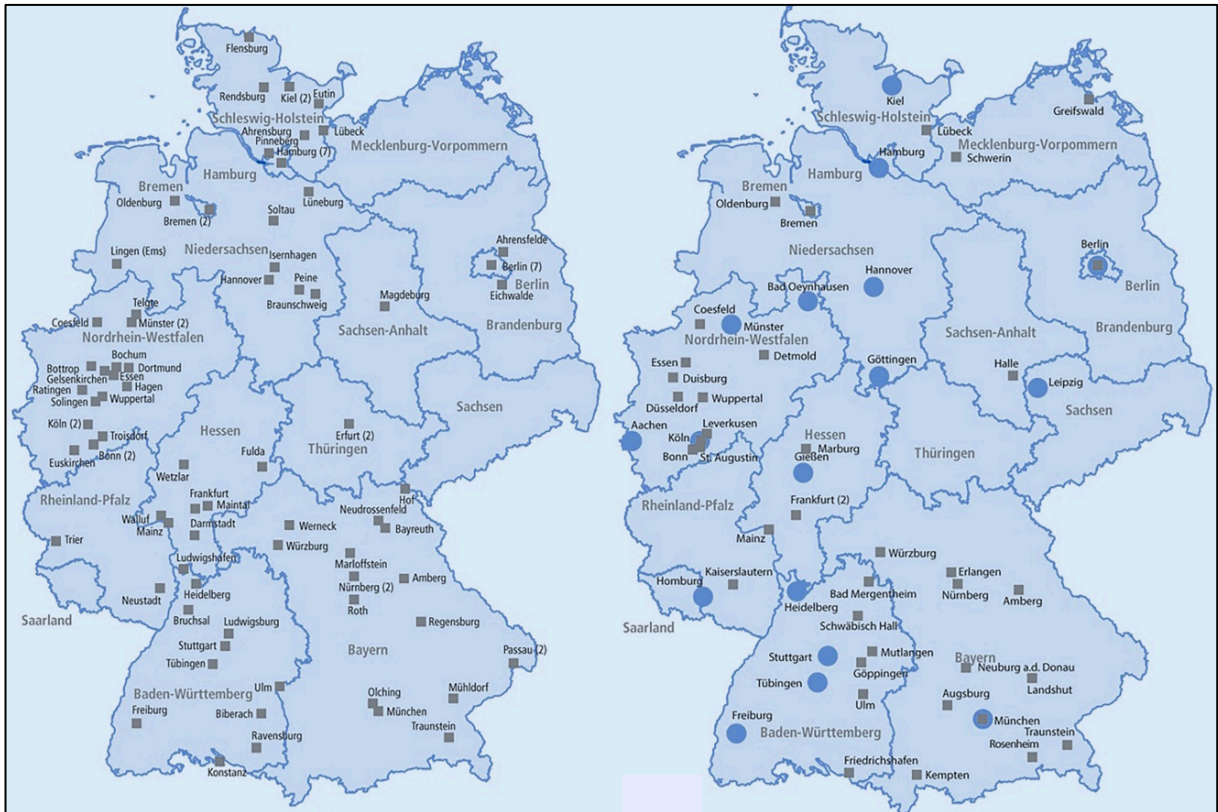 Flensburg
Rendsburg
Kiel (2)
Eutin
Schleswig-Holstein
Ahrensburg
Lübeck
Pinneberg
Hamburg (7)
Mecklenburg-Vorpommern
Hamburg
Bremen
Oldenburg
Bremen (2)
Lüneburg
Soltau
Niedersachsen
Lingen (Ems)
Isernhagen
Hannover
Peine
Braunschweig
Ahrensfelde
Berlin (7)
Berlin
Eichwalde
Magdeburg
Telgte
Coesfeld
Münster (2)
Nordrhein-Westfalen
Sachsen-Anhalt
Brandenburg
Bochum
Bottrop
Dortmund
Gelsenkirchen
Essen
Ratingen
Hagen
Solingen
Wuppertal
Sachsen
Köln (2)
Troisdorf
Bonn (2)
Euskirchen
Hessen
Erfurt (2)
Thüringen
Fulda
Wetzlar
Rheinland-Pfalz
Frankfurt
Maintal
Walluf
Mainz
Darmstadt
Trier
Hof
Neudrossenfeld
Werneck
Bayreuth
Würzburg
Ludwigshafen
Marloffstein
Heidelberg
Neustadt
Nürnberg (2)
Amberg
Roth
Bruchsal
Saarland
Ludwigsburg
Regensburg
Stuttgart
Bayern
Passau (2)
Tübingen
Ulm
Baden-Württemberg
Olching
Mühldorf
Freiburg
Biberach
München
Traunstein
Ravensburg
Konstanz
Kiel
Greifswald
Schleswig-Holstein
Lübeck
Mecklenburg-Vorpommern
Hamburg
Schwerin
Hamburg
Bremen
Oldenburg
Bremen
Niedersachsen
Berlin
Hannover
Bad Oeynhausen
Berlin
Coesfeld
Münster
Nordrhein-Westfalen
Sachsen-Anhalt
Brandenburg
Detmold
Essen
Göttingen
Duisburg
Halle
Leipzig
Düsseldorf
Wuppertal
Sachsen
Aachen
Leverkusen
Köln
Hessen
Bonn
St. Augustin
Marburg
Gießen
Thüringen
Rheinland-Pfalz
Frankfurt (2)
Mainz
Würzburg
Homburg
Kaiserslautern
Erlangen
Bad Mergentheim
Nürnberg
Amberg
Heidelberg
Schwäbisch Hall
Saarland
Stuttgart
Mutlangen
Bayern
Göppingen
Neuburg a.d. Donau
Tübingen
Landshut
Augsburg
Ulm
Freiburg
München
Baden-Württemberg
Traunstein
Rosenheim
Friedrichshafen
Kempten